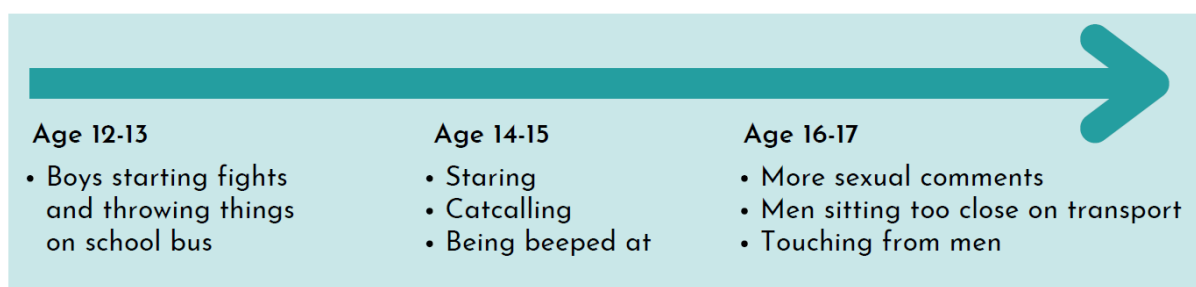 Age 12-13
• Boys starting fights
and throwing things
on school bus
Age 14-15
• Staring
• Catcalling
• Being beeped at
Age 16-17
• More sexual comments
• Men sitting too close on transport
• Touching from men